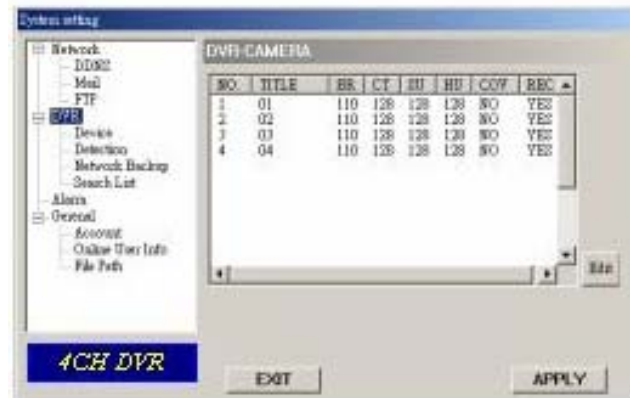 System setting
Network
DDNS
Mail
FTP
DVR
Device
Detection
Network Backup
Search List
Alarm
General
Account
Online User Info
File Path
4CH DVR
DVR-CAMERA
NO. TITLE BR CT SU HU COV REC
1 01 110 128 128 128 NO YES
2 02 110 128 128 128 NO YES
3 03 110 128 128 128 NO YES
4 04 110 128 128 128 NO YES
Edit
EXIT APPLY